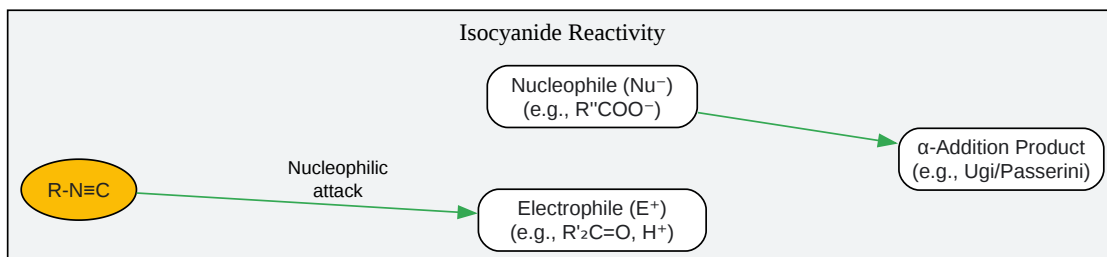 Isocyanide Reactivity
Nucleophile (Nu⁻)
(e.g., R''COO⁻)
α-Addition Product
(e.g., Ugi/Passerini)
Nucleophilic
attack
R-N≡C
Electrophile (E⁺)
(e.g., R'₂C=O, H⁺)